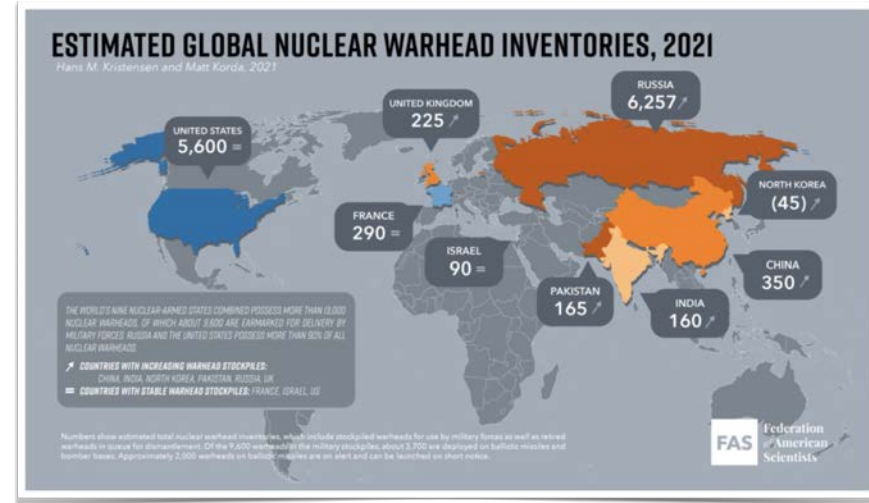 ESTIMATED GLOBAL NUCLEAR WARHEAD INVENTORIES, 2021
Hans M. Kristensen and Matt Korda, 2021
RUSSIA
6,257 ↗
UNITED KINGDOM
225 ↗
UNITED STATES
5,600 =
NORTH KOREA
(45) ↗
FRANCE
290 =
ISRAEL
90 =
CHINA
350 ↗
PAKISTAN
165 ↗
INDIA
160 ↗
THE WORLD'S NINE NUCLEAR-ARMED STATES COMBINED POSSESS MORE THAN 13,000
NUCLEAR WARHEADS, OF WHICH ABOUT 9,600 ARE EARMARKED FOR DELIVERY BY
MILITARY FORCES. RUSSIA AND THE UNITED STATES POSSESS MORE THAN 90% OF ALL
NUCLEAR WARHEADS.
↗ COUNTRIES WITH INCREASING WARHEAD STOCKPILES:
CHINA, INDIA, NORTH KOREA, PAKISTAN, RUSSIA, UK
= COUNTRIES WITH STABLE WARHEAD STOCKPILES: FRANCE, ISRAEL, US
Numbers show estimated total nuclear warhead inventories, which include stockpiled warheads for use by military forces as well as retired
warheads in queue for dismantlement. Of the 9,600 warheads in the military stockpiles, about 3,700 are deployed on ballistic missiles and
bomber bases. Approximately 2,000 warheads on ballistic missiles are on alert and can be launched on short notice.
FAS
Federation
of American
Scientists